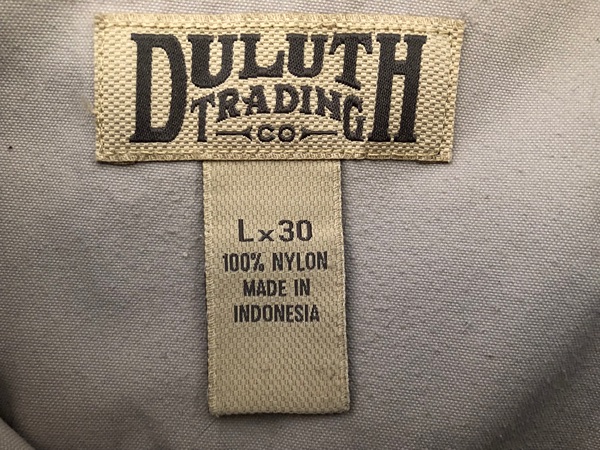 DULUTH
TRADING
CO
L x 30
100% NYLON
MADE IN
INDONESIA